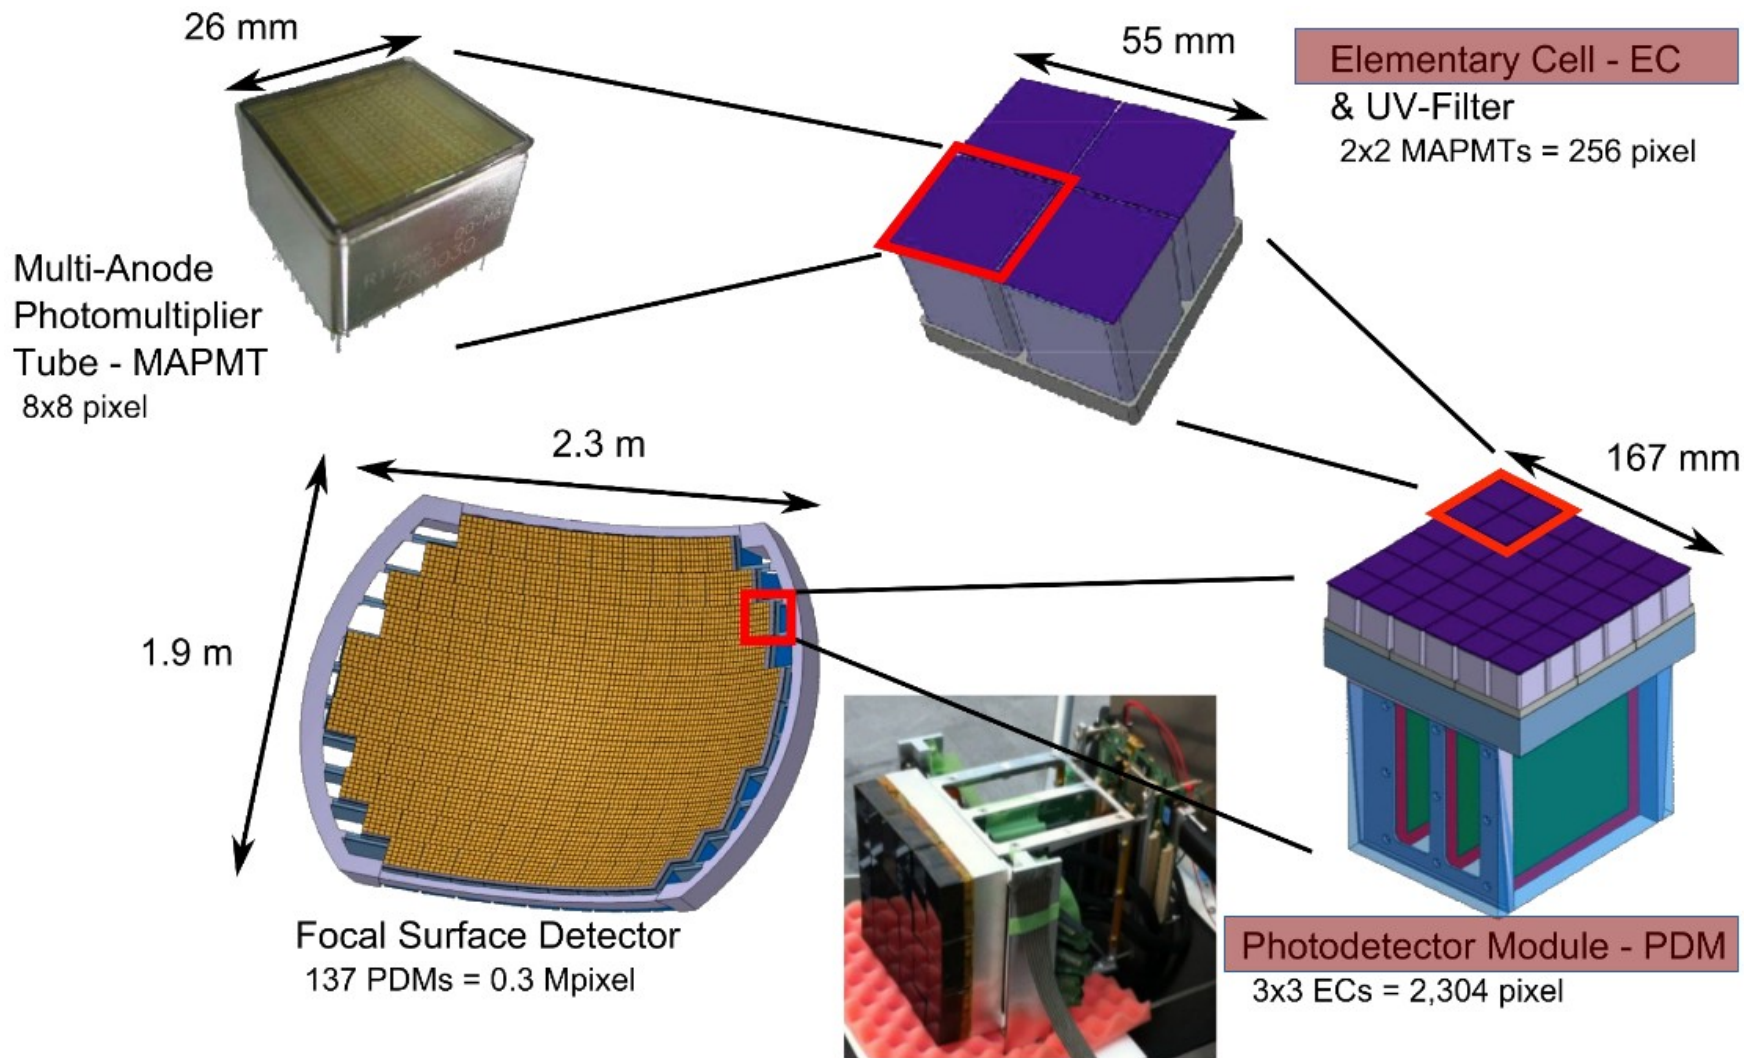 26 mm
55 mm
Elementary Cell - EC
& UV-Filter
2x2 MAPMTs = 256 pixel
Multi-Anode
Photomultiplier
Tube - MAPMT
8x8 pixel
2.3 m
167 mm
1.9 m
Focal Surface Detector
137 PDMs = 0.3 Mpixel
Photodetector Module - PDM
3x3 ECs = 2,304 pixel